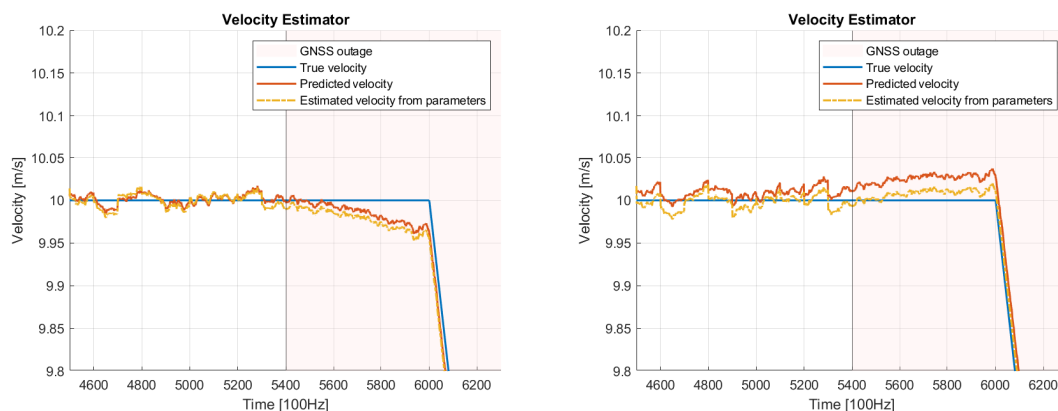 Velocity Estimator
10.2
10.15
10.1
10.05
10
9.95
9.9
9.85
9.8
Velocity [m/s]
GNSS outage
True velocity
Predicted velocity
Estimated velocity from parameters
4600 4800 5000 5200 5400 5600 5800 6000 6200
Time [100Hz]
Velocity Estimator
10.2
10.15
10.1
10.05
10
9.95
9.9
9.85
9.8
Velocity [m/s]
GNSS outage
True velocity
Predicted velocity
Estimated velocity from parameters
4600 4800 5000 5200 5400 5600 5800 6000 6200
Time [100Hz]